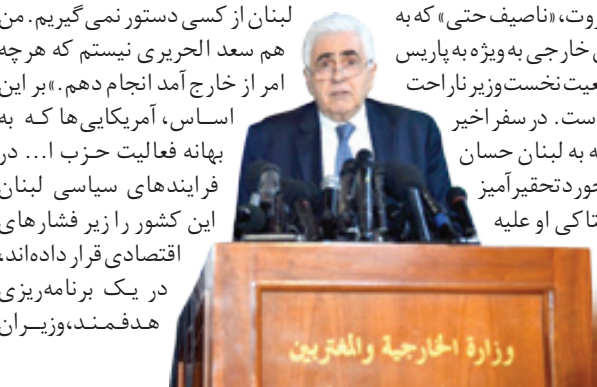 روت، «ناصیف حتی» که به
خارجی به ویژه به پاریس
عیت نخست‌وزیر ناراحت
ست. در سفر اخیر
ه به لبنان حسان
خورد تحقیرآمیز
تاکی او علیه
لبنان از کسی دستور نمی گیریم. من
هم سعد الحریری نیستم که هر چه
امر از خارج آمد انجام دهم.» بر این
اساس، آمریکایی‌ها که به
بهانه فعالیت حزب ا... در
فرایندهای سیاسی لبنان
این کشور را زیر فشارهای
اقتصادی قرار داده‌اند،
در یک برنامه‌ریزی
هدفمند،وزیران
وزارة الخارجية والمغتربين